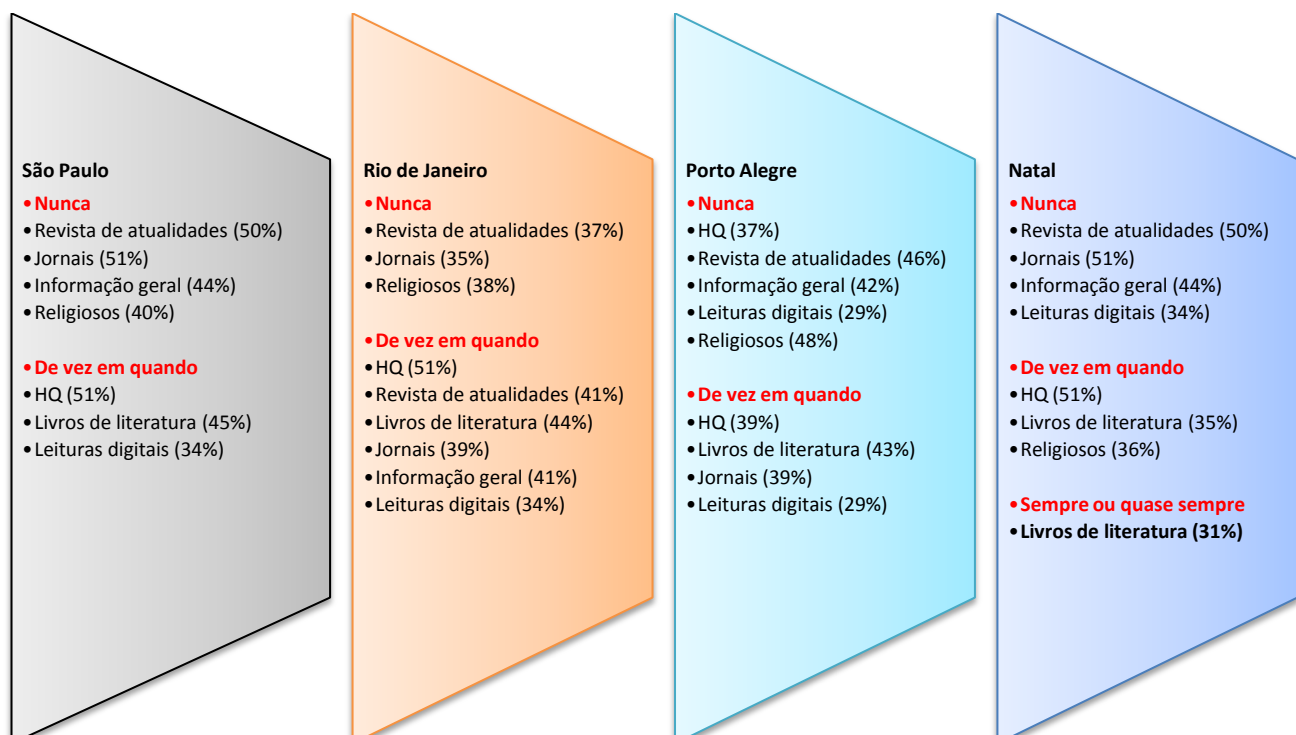 São Paulo
•Nunca
•Revista de atualidades (50%)
•Jornais (51%)
•Informação geral (44%)
•Religiosos (40%)
•De vez em quando
•HQ (51%)
•Livros de literatura (45%)
•Leituras digitais (34%)
Rio de Janeiro
•Nunca
•Revista de atualidades (37%)
•Jornais (35%)
•Religiosos (38%)
•De vez em quando
•HQ (51%)
•Revista de atualidades (41%)
•Livros de literatura (44%)
•Jornais (39%)
•Informação geral (41%)
•Leituras digitais (34%)
Porto Alegre
•Nunca
•HQ (37%)
•Revista de atualidades (46%)
•Informação geral (42%)
•Leituras digitais (29%)
•Religiosos (48%)
•De vez em quando
•HQ (39%)
•Livros de literatura (43%)
•Jornais (39%)
•Leituras digitais (29%)
Natal
•Nunca
•Revista de atualidades (50%)
•Jornais (51%)
•Informação geral (44%)
•Leituras digitais (34%)
•De vez em quando
•HQ (51%)
•Livros de literatura (35%)
•Religiosos (36%)
•Sempre ou quase sempre
•Livros de literatura (31%)